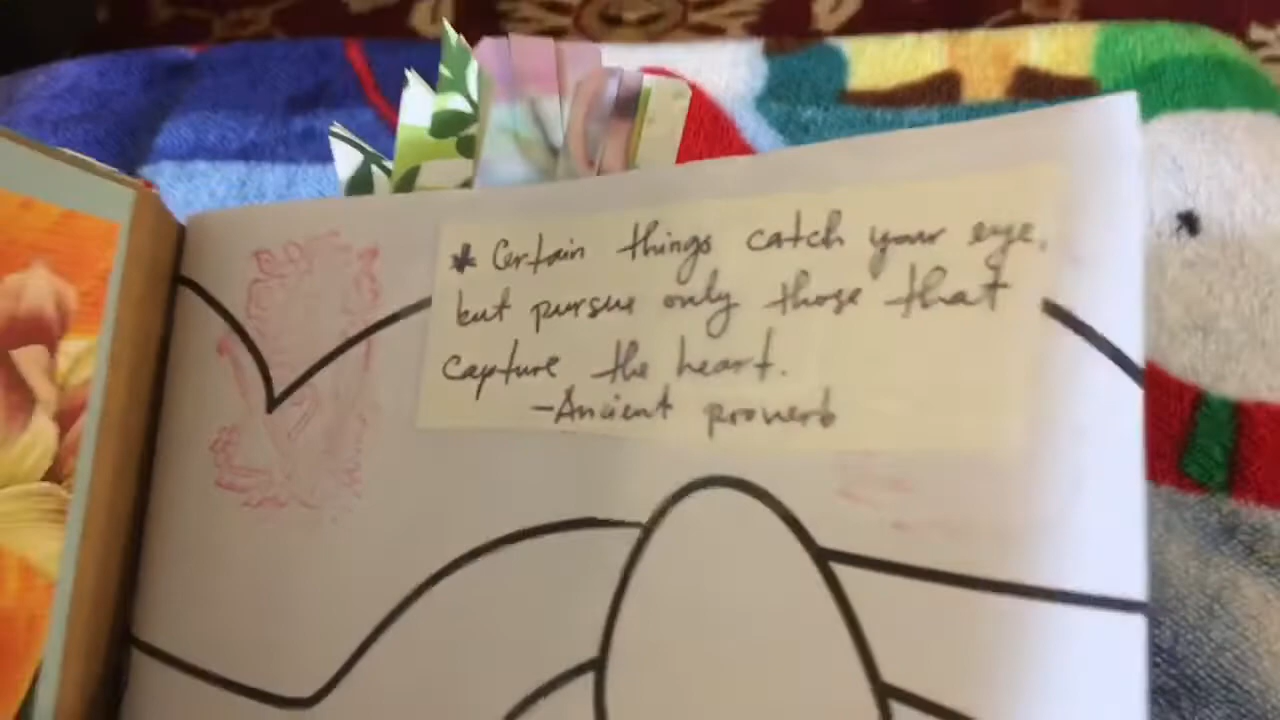 * Certain things catch your eye,
but pursue only those that
capture the heart.
-Ancient proverb